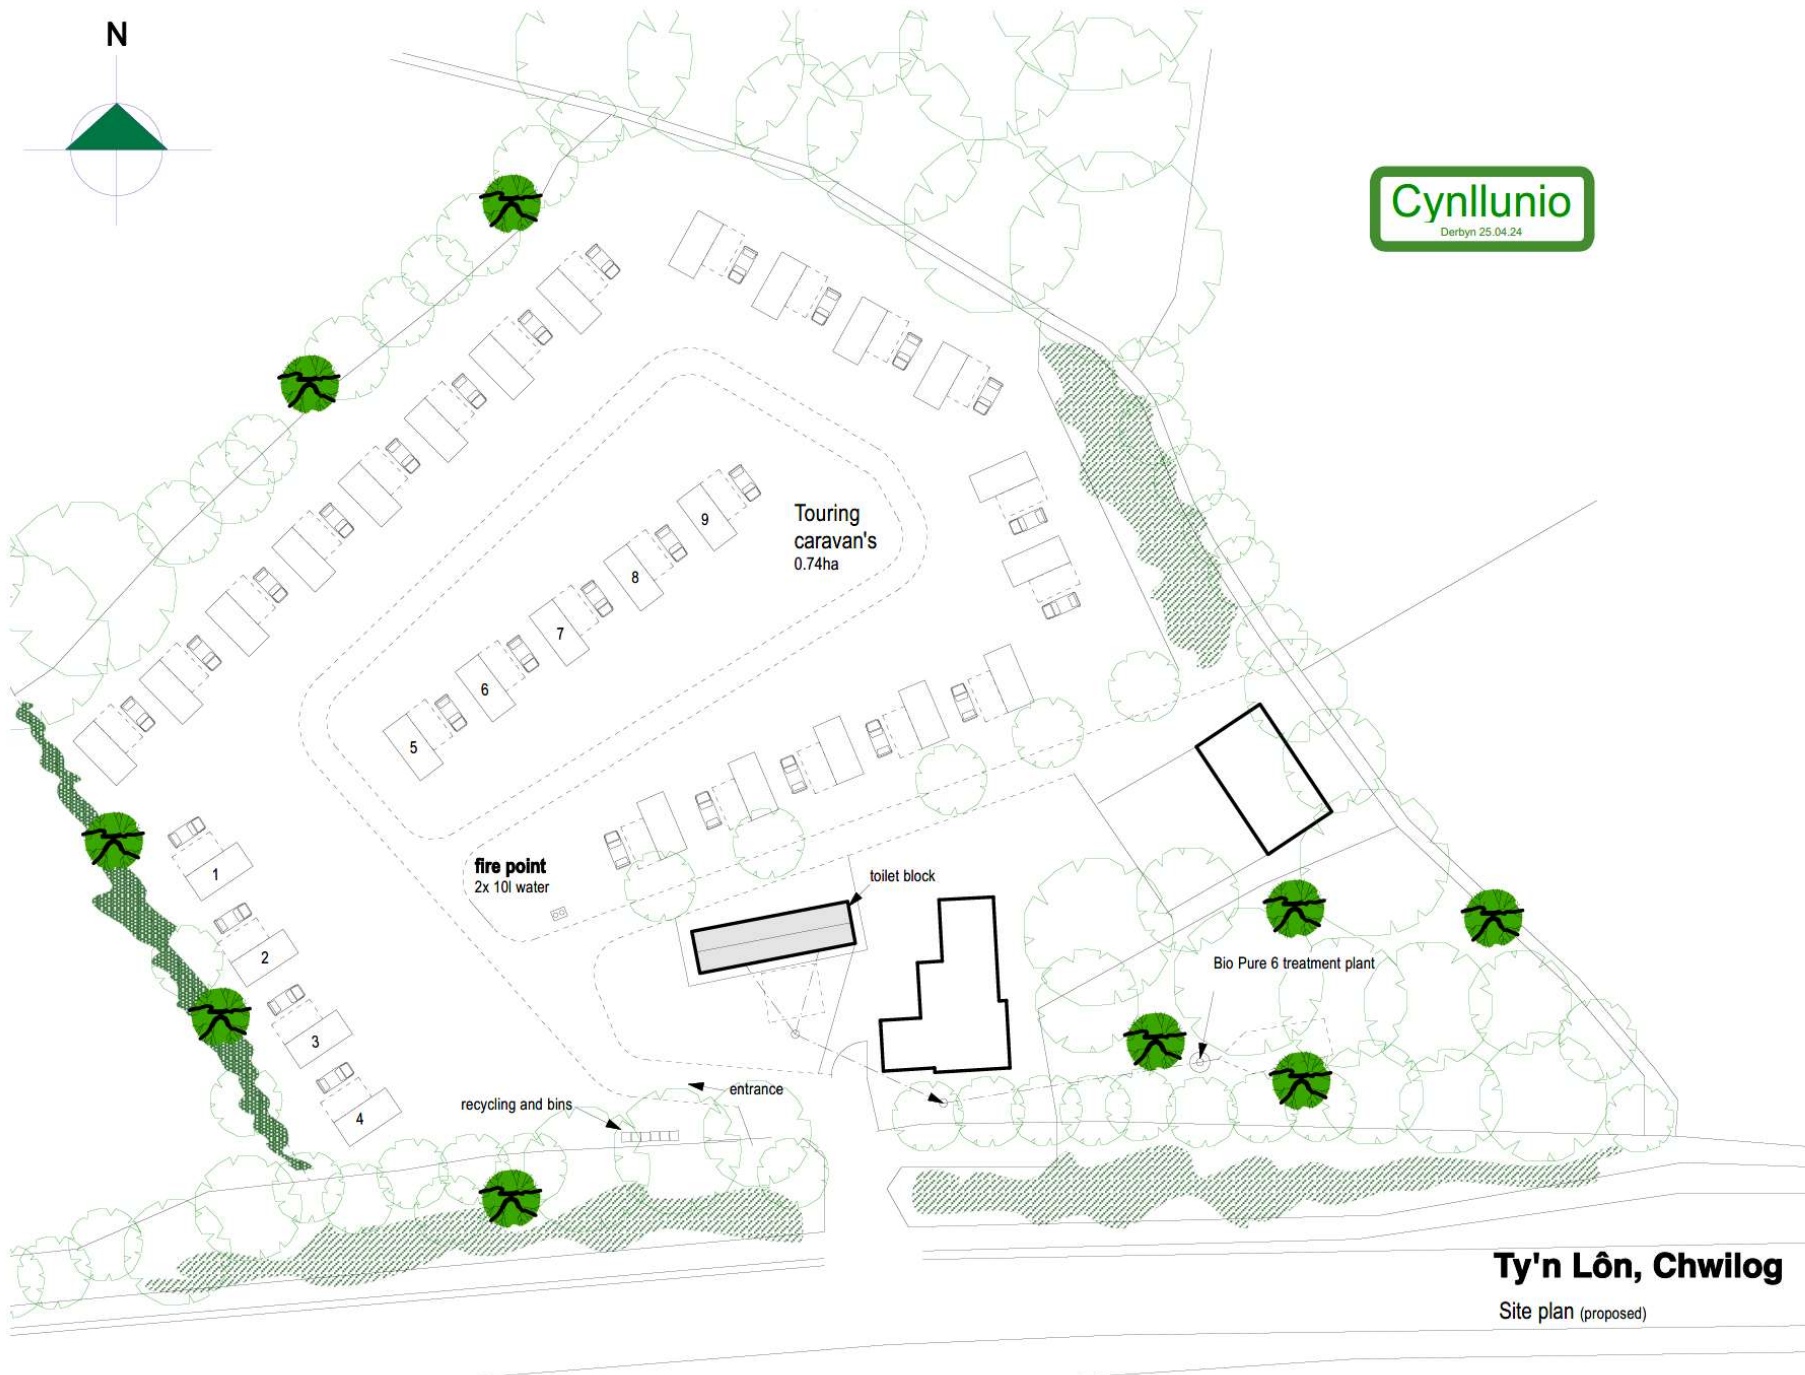 N
Cynllunio
Derbyn 25.04.24
Touring
caravan's
0.74ha
9
8
7
6
5
fire point
2x 10l water
toilet block
1
2
3
4
Bio Pure 6 treatment plant
entrance
recycling and bins
Ty'n Lôn, Chwilog
Site plan (proposed)